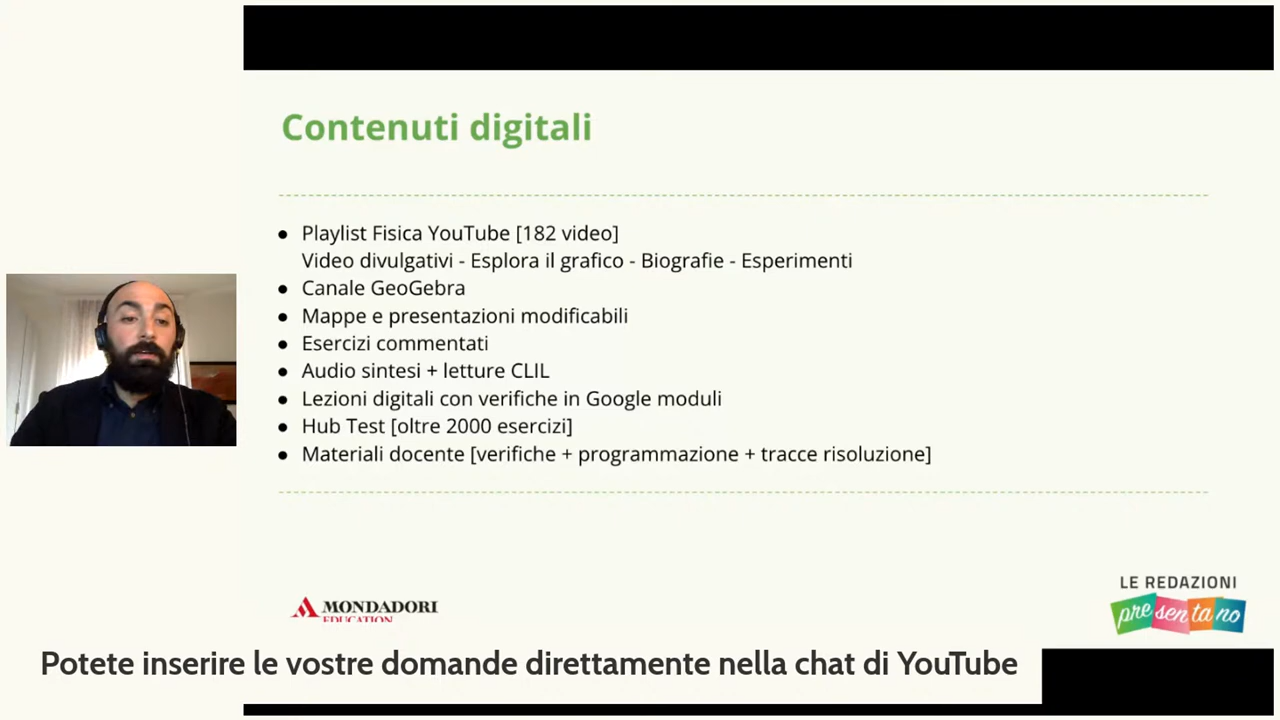 Contenuti digitali
● Playlist Fisica YouTube [182 video]
Video divulgativi - Esplora il grafico - Biografie - Esperimenti
● Canale GeoGebra
● Mappe e presentazioni modificabili
● Esercizi commentati
● Audio sintesi + letture CLIL
● Lezioni digitali con verifiche in Google moduli
● Hub Test [oltre 2000 esercizi]
● Materiali docente [verifiche + programmazione + tracce risoluzione]
MONDADORI
EDUCATION
LE REDAZIONI
presentano
Potete inserire le vostre domande direttamente nella chat di YouTube